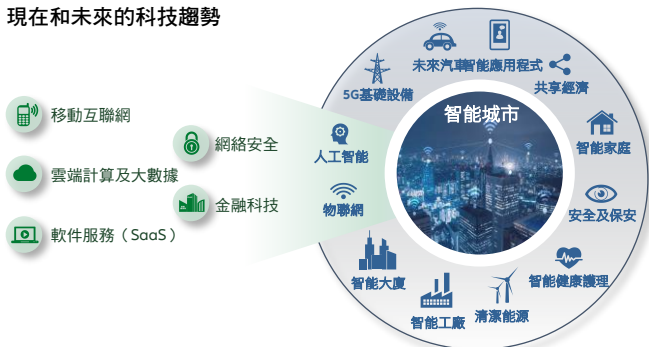 現在和未來的科技趨勢
移動互聯網
網絡安全
雲端計算及大數據
金融科技
軟件服務（SaaS）
智能城市
未來汽車
智能應用程式
共享經濟
5G基礎設備
智能家庭
人工智能
物聯網
安全及保安
智能大廈
智能健康護理
智能工廠
清潔能源